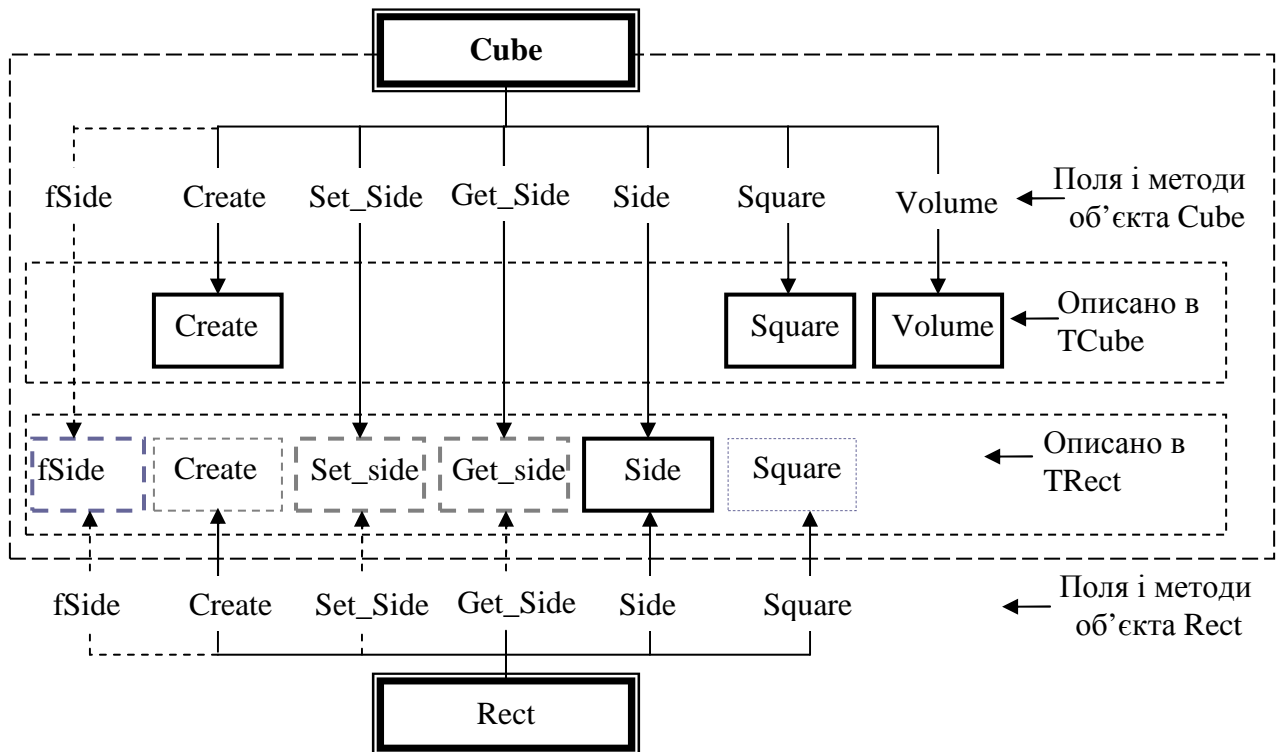 Cube
fSide Create Set_Side Get_Side Side Square Volume
Поля і методи
об’єкта Cube
Create Square Volume
Описано в
TCube
fSide Create Set_side Get_side Side Square
Описано в
TRect
fSide Create Set_Side Get_Side Side Square
Поля і методи
об’єкта Rect
Rect